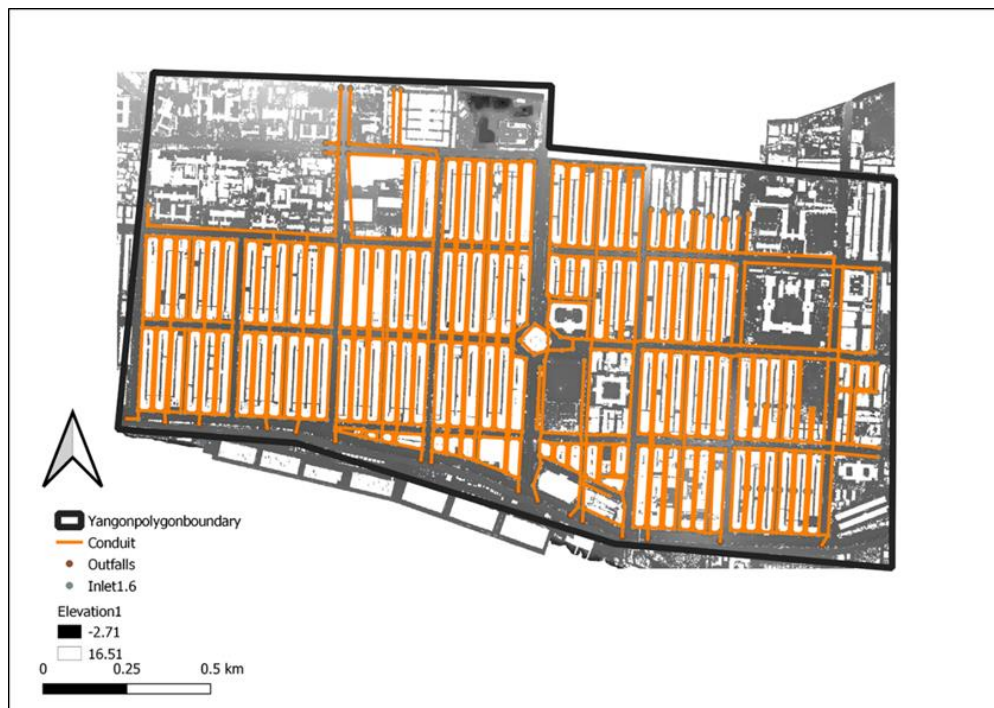 Yangonpolygonboundary
Conduit
Outfalls
Inlet1.6
Elevation1
-2.71
16.51
0 0.25 0.5 km